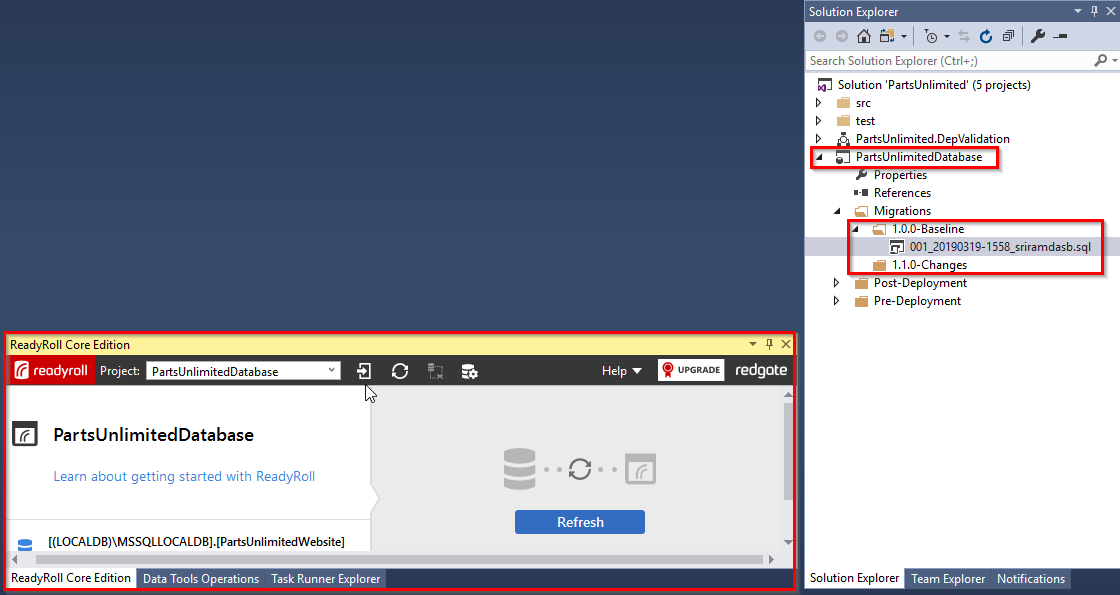 Solution Explorer
Search Solution Explorer (Ctrl+;)
Solution 'PartsUnlimited' (5 projects)
src
test
PartsUnlimited.DepValidation
PartsUnlimitedDatabase
Properties
References
Migrations
1.0.0-Baseline
001_20190319-1558_sriramdasb.sql
1.1.0-Changes
Post-Deployment
Pre-Deployment
Solution Explorer Team Explorer Notifications
ReadyRoll Core Edition
readyroll Project: PartsUnlimitedDatabase Help UPGRADE redgate
PartsUnlimitedDatabase
Learn about getting started with ReadyRoll
[(LOCALDB)\MSSQLLOCALDB].[PartsUnlimitedWebsite]
Refresh
ReadyRoll Core Edition Data Tools Operations Task Runner Explorer